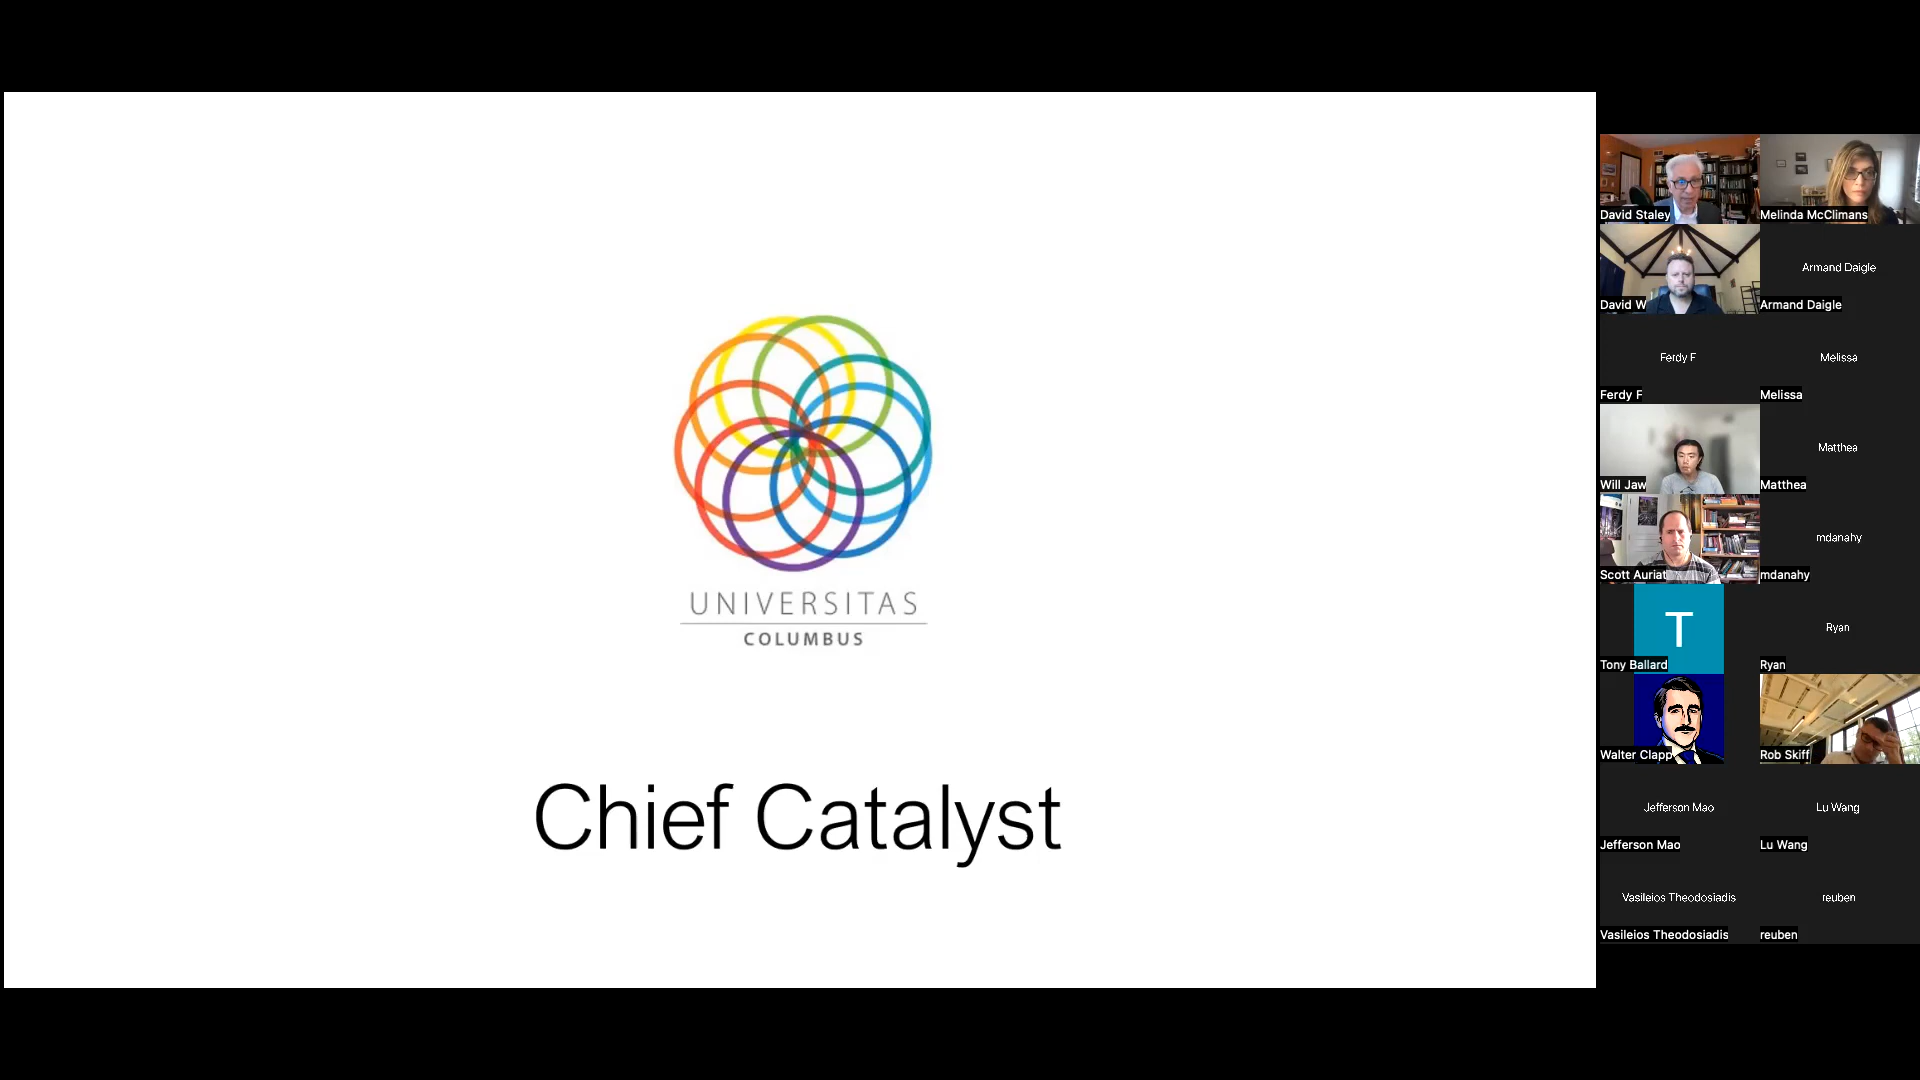 UNIVERSITAS
COLUMBUS
Chief Catalyst
David Staley
Melinda McClimans
David W
Armand Daigle
Armand Daigle
Ferdy F
Ferdy F
Melissa
Melissa
Will Jaw
Matthea
Matthea
Scott Auriat
mdanahy
mdanahy
T
Tony Ballard
Ryan
Ryan
Walter Clapp
Rob Skiff
Jefferson Mao
Jefferson Mao
Lu Wang
Lu Wang
Vasileios Theodosiadis
Vasileios Theodosiadis
reuben
reuben